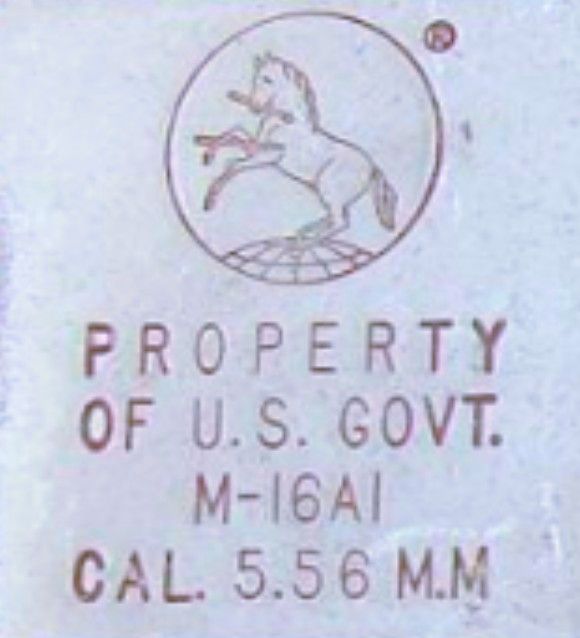 ®
PROPERTY
OF U.S. GOVT.
M-16A1
CAL. 5.56 M.M